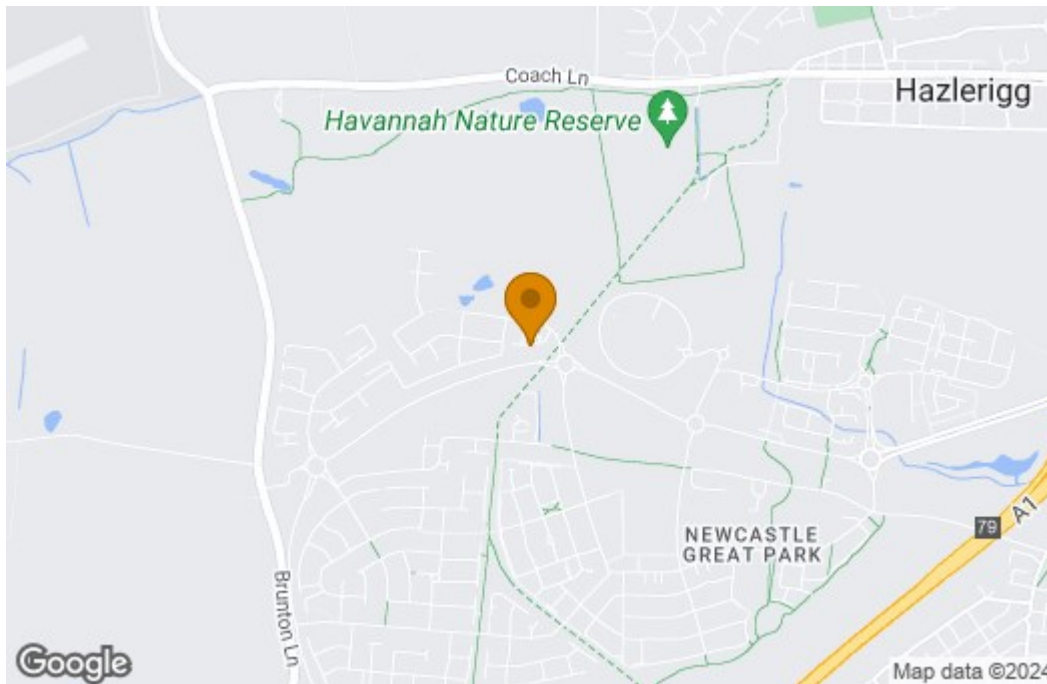 Coach Ln
Hazlerigg
Havannah Nature Reserve
79
A1
NEWCASTLE
GREAT PARK
Brunton Ln
Google
Map data ©2024